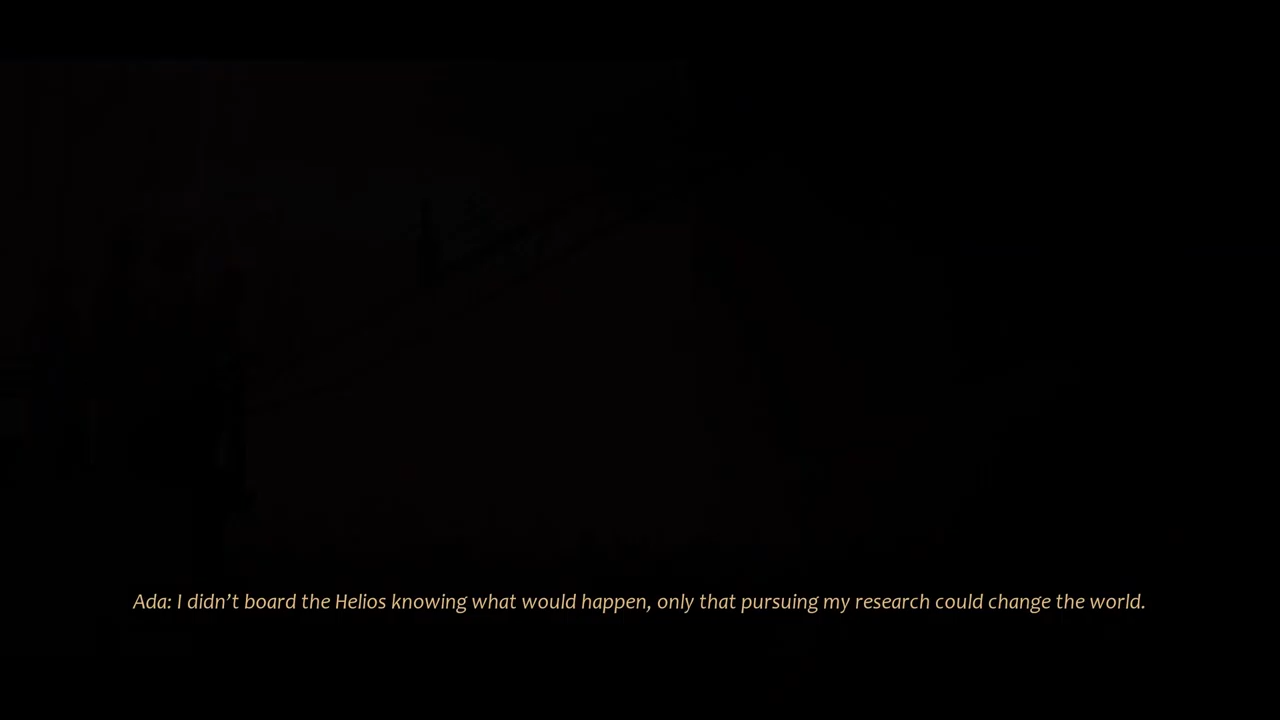 Ada: I didn’t board the Helios knowing what would happen, only that pursuing my research could change the world.